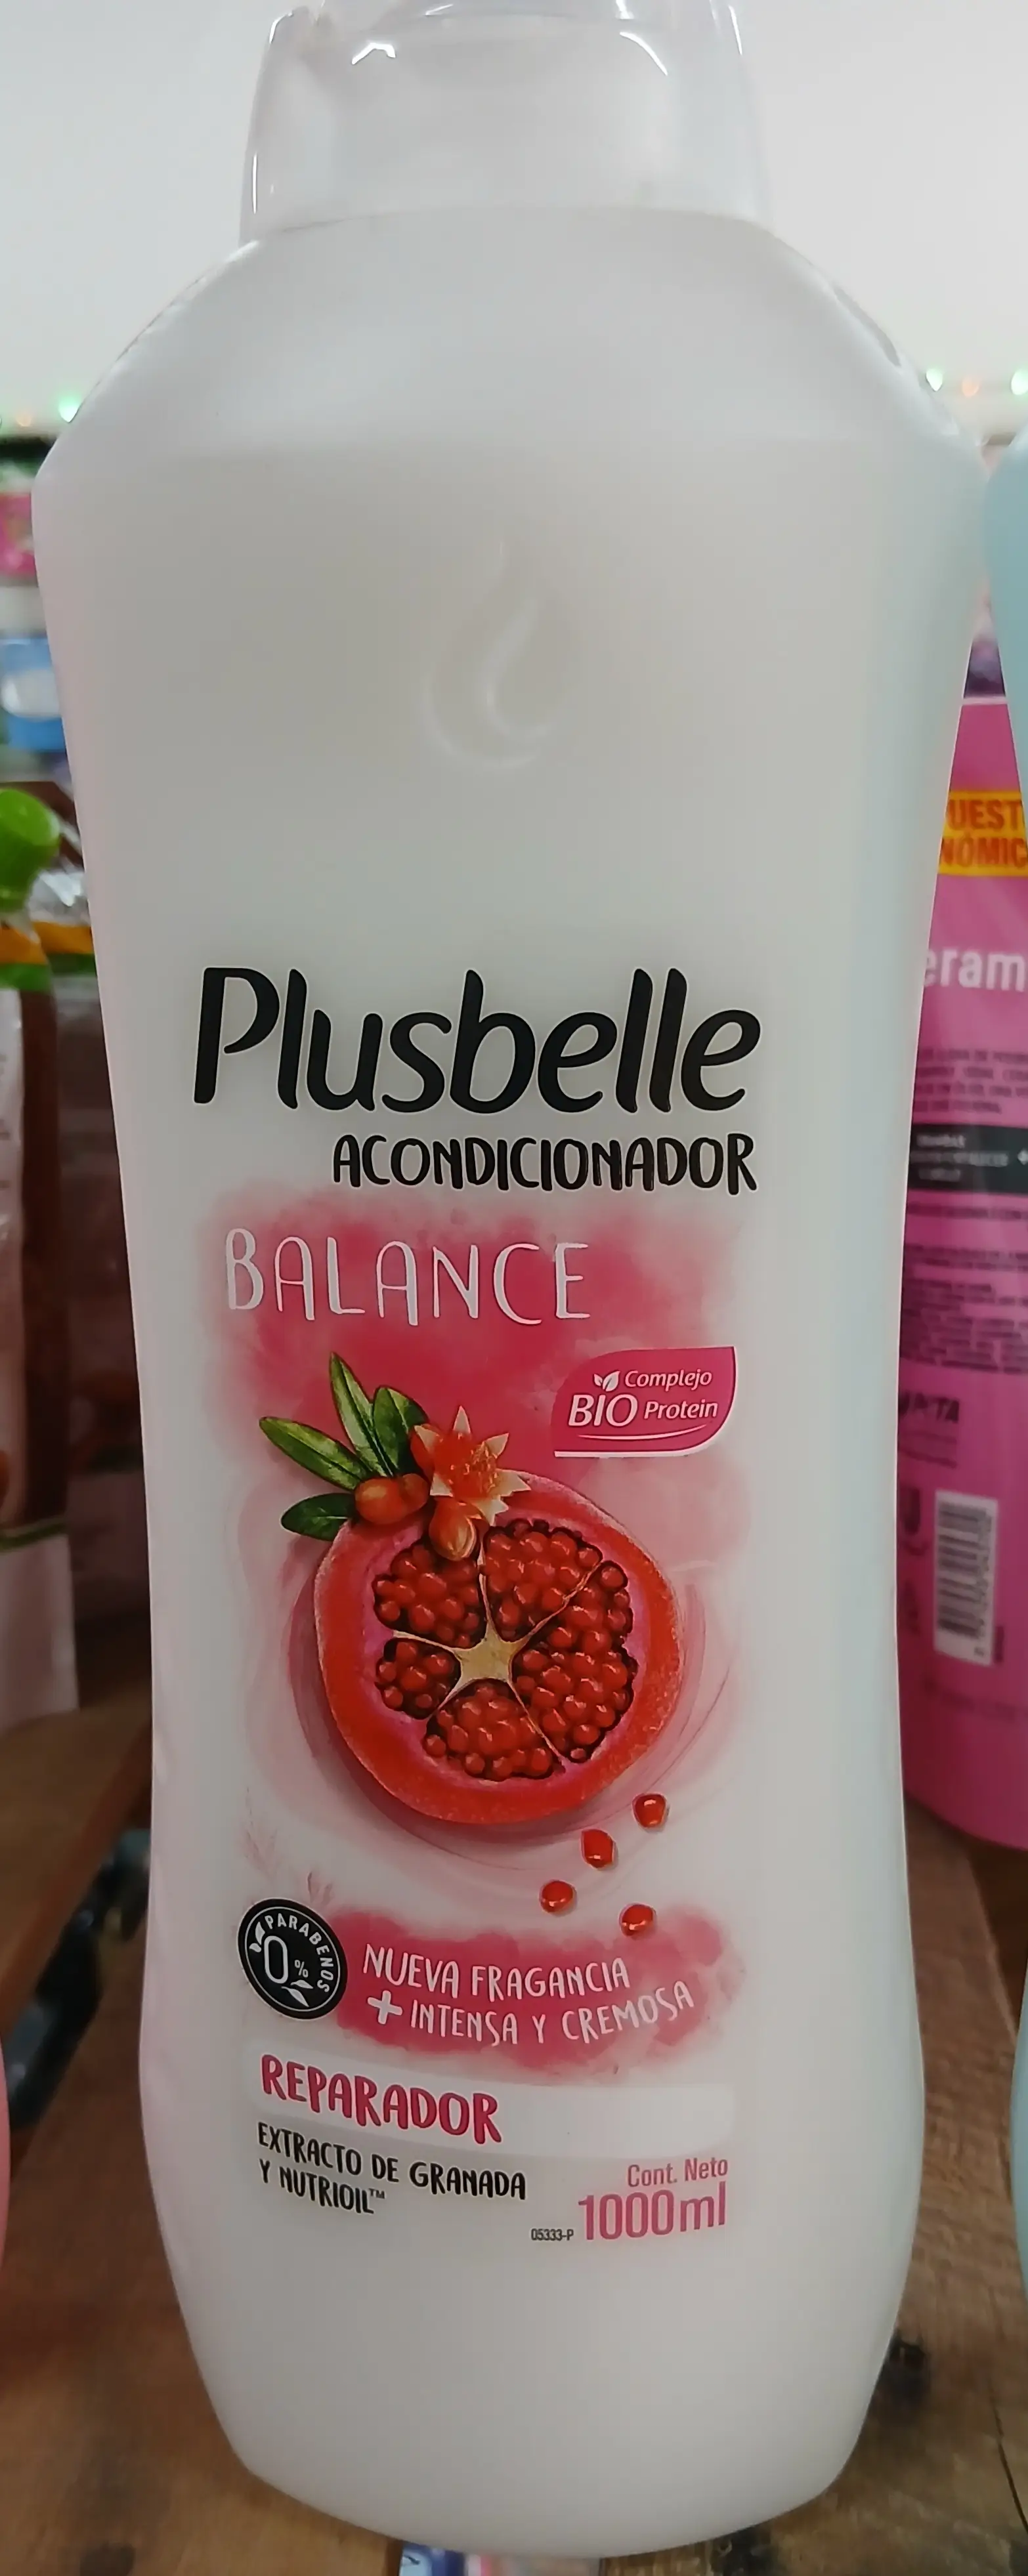 Plusbelle
ACONDICIONADOR
BALANCE
Complejo
BIO Protein
PARABENOS
0%
NUEVA FRAGANCIA
+ INTENSA Y CREMOSA
REPARADOR
EXTRACTO DE GRANADA
Y NUTRIOIL™
Cont. Neto
05333-P 1000ml